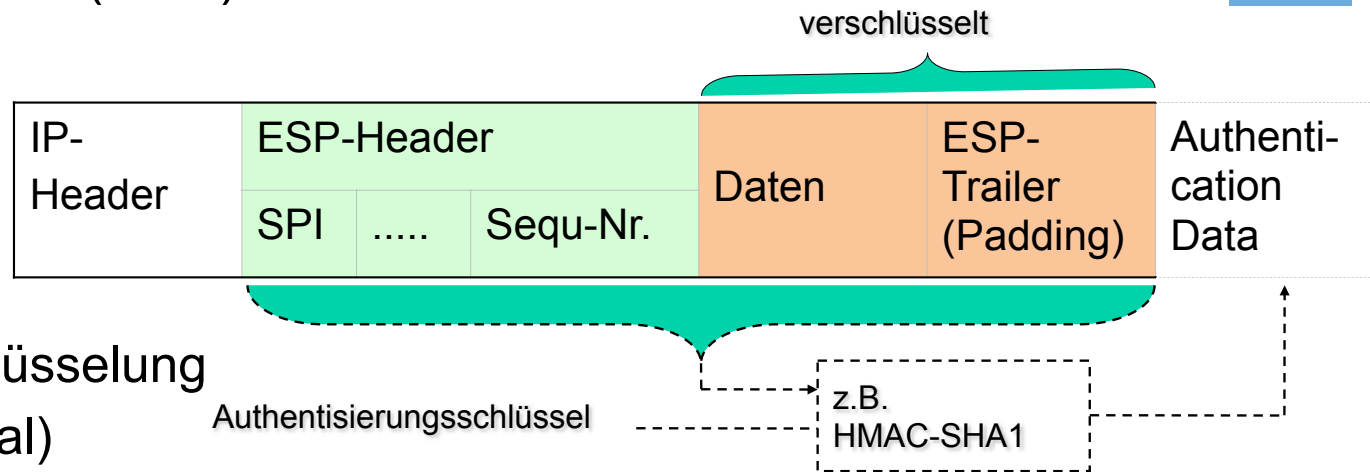 verschlüsselt
IP-
Header
ESP-Header
SPI
.....
Sequ-Nr.
Daten
ESP-
Trailer
(Padding)
Authenti-
cation
Data
üsselung
al)
Authentisierungsschlüssel
z.B.
HMAC-SHA1